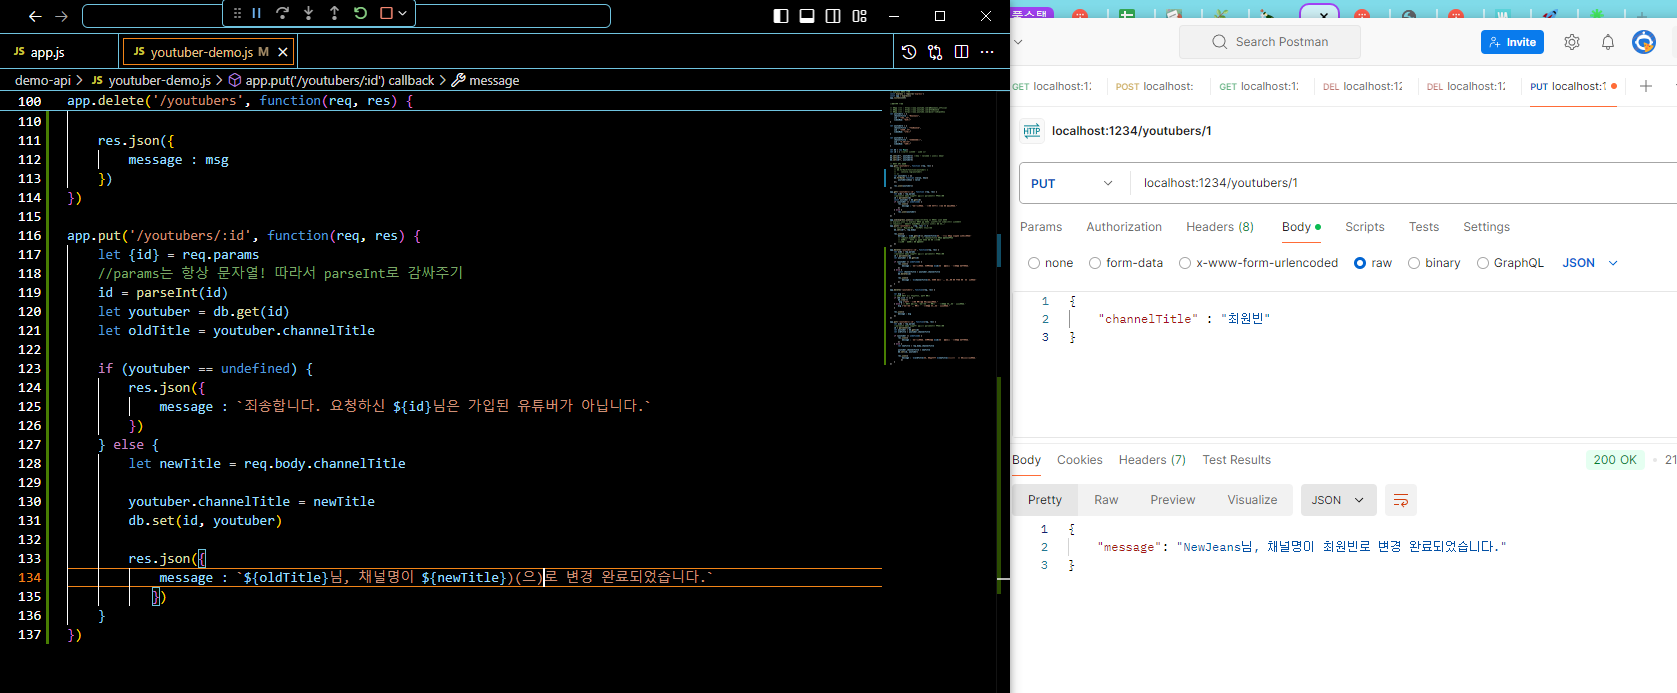 JS app.js
JS youtuber-demo.js M
demo-api > JS youtuber-demo.js > app.put('/youtubers/:id') callback > message
100 app.delete('/youtubers', function(req, res) {
110
111 res.json({
112 message : msg
113 })
114 })
115
116 app.put('/youtubers/:id', function(req, res) {
117 let {id} = req.params
118 //params는 항상 문자열! 따라서 parseInt로 감싸주기
119 id = parseInt(id)
120 let youtuber = db.get(id)
121 let oldTitle = youtuber.channelTitle
122
123 if (youtuber == undefined) {
124 res.json({
125 message : `죄송합니다. 요청하신 ${id}님은 가입된 유튜버가 아닙니다.`
126 })
127 } else {
128 let newTitle = req.body.channelTitle
129
130 youtuber.channelTitle = newTitle
131 db.set(id, youtuber)
132
133 res.json({
134 message : `${oldTitle}님, 채널명이 ${newTitle})(으)로 변경 완료되었습니다.`
135 })
136 }
137 })
풀스택
Search Postman
Invite
GET localhost:1
POST localhost:
GET localhost:1
DEL localhost:12
DEL localhost:12
PUT localhost:1
HTTP localhost:1234/youtubers/1
PUT localhost:1234/youtubers/1
Params Authorization Headers (8) Body Scripts Tests Settings
none form-data x-www-form-urlencoded raw binary GraphQL JSON
1 {
2 "channelTitle" : "최원빈"
3 }
Body Cookies Headers (7) Test Results 200 OK 21
Pretty Raw Preview Visualize JSON
1 {
2 "message": "NewJeans님, 채널명이 최원빈로 변경 완료되었습니다."
3 }